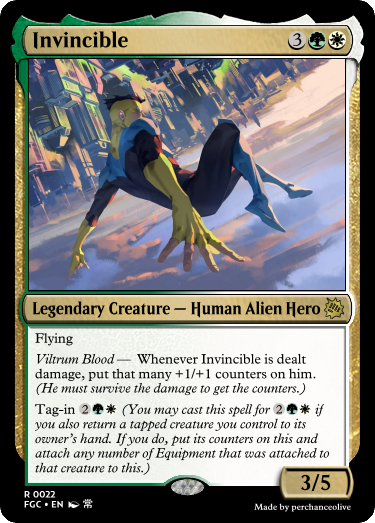 Invincible 3
Legendary Creature — Human Alien Hero
Flying
Viltrum Blood — Whenever Invincible is dealt
damage, put that many +1/+1 counters on him.
(He must survive the damage to get the counters.)
Tag-in 2 (You may cast this spell for 2 if
you also return a tapped creature you control to its
owner's hand. If you do, put its counters on this and
attach any number of Equipment that was attached to
that creature to this.)
3/5
R 0022
FGC • EN
Made by perchanceolive